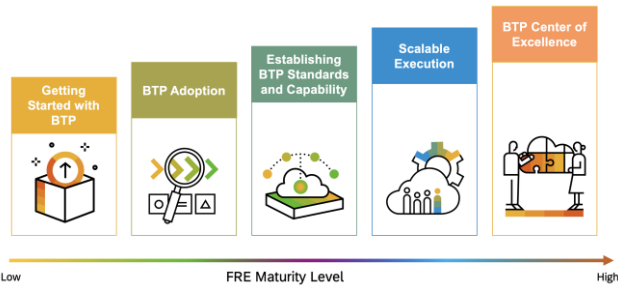 Getting
Started with
BTP
BTP Adoption
Establishing
BTP Standards
and Capability
Scalable
Execution
BTP Center of
Excellence
Low
FRE Maturity Level
High